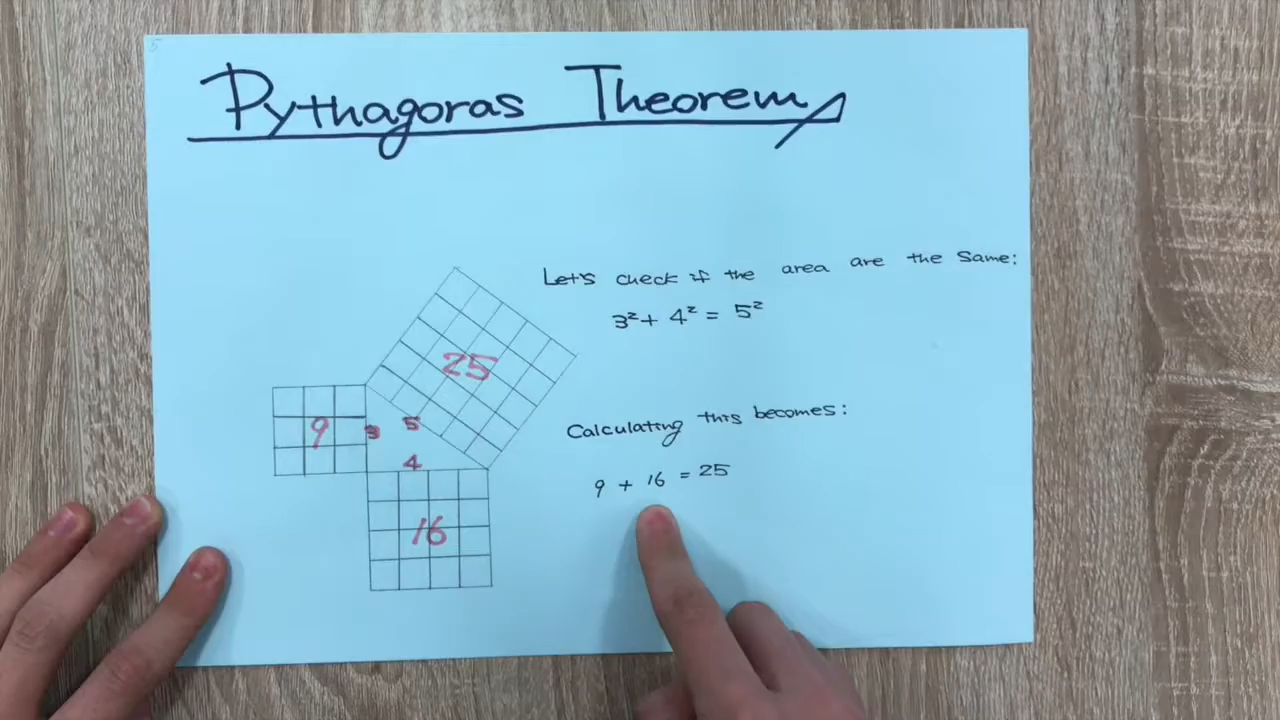 5
Pythagoras Theorem
Let's check if the area are the same:
3² + 4² = 5²
25
9
3
5
4
16
Calculating this becomes:
9 + 16 = 25